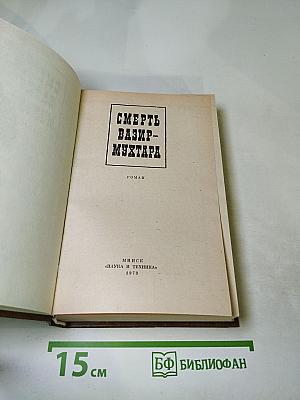 СМЕРТЬ
ВАЗИР-
МУХТАРА
РОМАН
МИНСК
«НАУКА И ТЕХНИКА»
1978
15 см
БФ БИБЛИОФАН